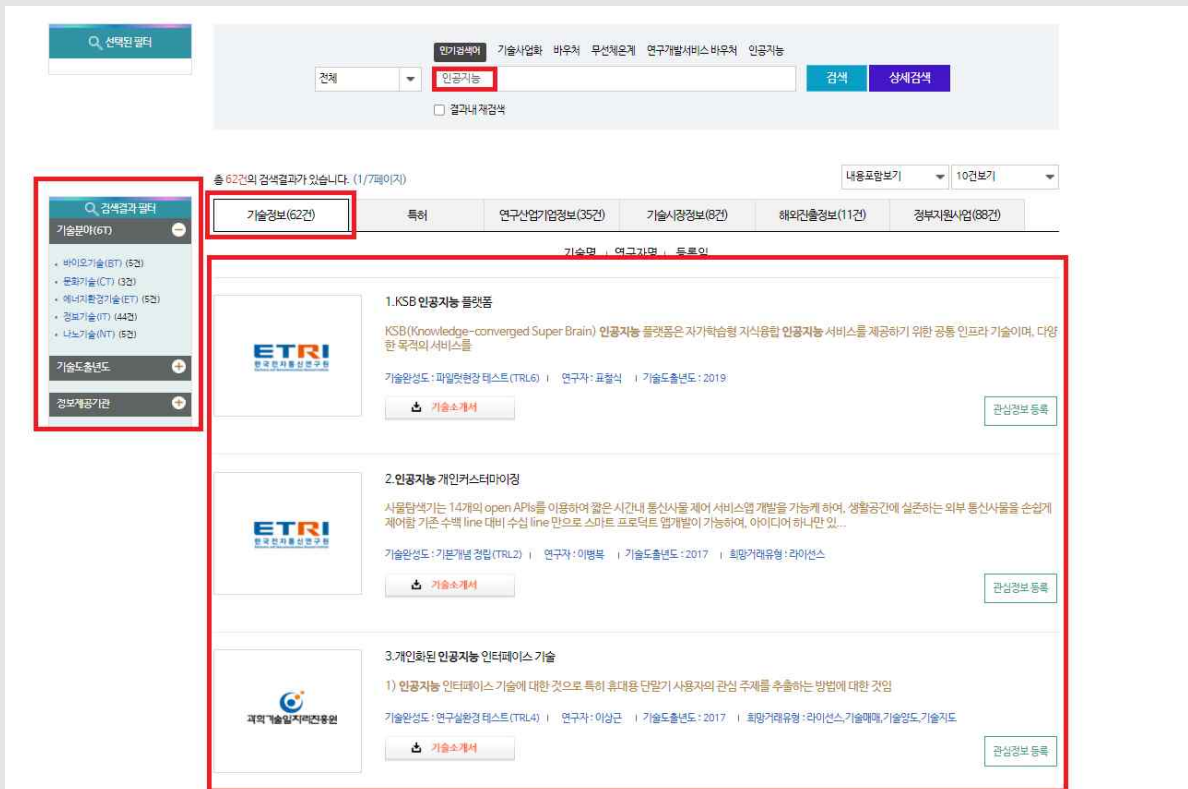 선택된 필터
인기검색어 기술사업화 바우처 무선체온계 연구개발서비스 바우처 인공지능
전체 인공지능 검색 상세검색
결과내 재검색
총 62건의 검색결과가 있습니다. (1/7페이지)
내용포함보기 10건보기
검색결과 필터
기술분야(6T)
바이오기술(BT) (5건)
문화기술(CT) (3건)
에너지환경기술(ET) (5건)
정보기술(IT) (44건)
나노기술(NT) (5건)
기술도출년도
정보제공기관
기술정보(62건) 특허 연구산업기업정보(35건) 기술시장정보(8건) 해외진출정보(11건) 정부지원사업(88건)
기술명 | 연구자명 | 등록일
ETRI
한국전자통신연구원
1.KSB 인공지능 플랫폼
KSB(Knowledge-converged Super Brain) 인공지능 플랫폼은 자가학습형 지식융합 인공지능 서비스를 제공하기 위한 공통 인프라 기술이며, 다양
한 목적의 서비스를
기술완성도 : 파일럿현장 테스트(TRL6) | 연구자 : 표철식 | 기술도출년도 : 2019
기술소개서
관심정보 등록
ETRI
한국전자통신연구원
2.인공지능 개인커스터마이징
사물탐색기는 14개의 open APIs를 이용하여 짧은 시간내 통신사물 제어 서비스앱 개발을 가능케 하여, 생활공간에 실존하는 외부 통신사물을 손쉽게
제어함 기존 수백 line 대비 수십 line 만으로 스마트 프로덕트 앱개발이 가능하여, 아이디어 하나만 있...
기술완성도 : 기본개념 정립(TRL2) | 연구자 : 이병복 | 기술도출년도 : 2017 | 희망거래유형 : 라이선스
기술소개서
관심정보 등록
과학기술일자리진흥원
3.개인화된 인공지능 인터페이스 기술
1) 인공지능 인터페이스 기술에 대한 것으로 특히 휴대용 단말기 사용자의 관심 주제를 추출하는 방법에 대한 것임
기술완성도 : 연구실환경 테스트(TRL4) | 연구자 : 이상근 | 기술도출년도 : 2017 | 희망거래유형 : 라이선스,기술매매,기술양도,기술지도
기술소개서
관심정보 등록